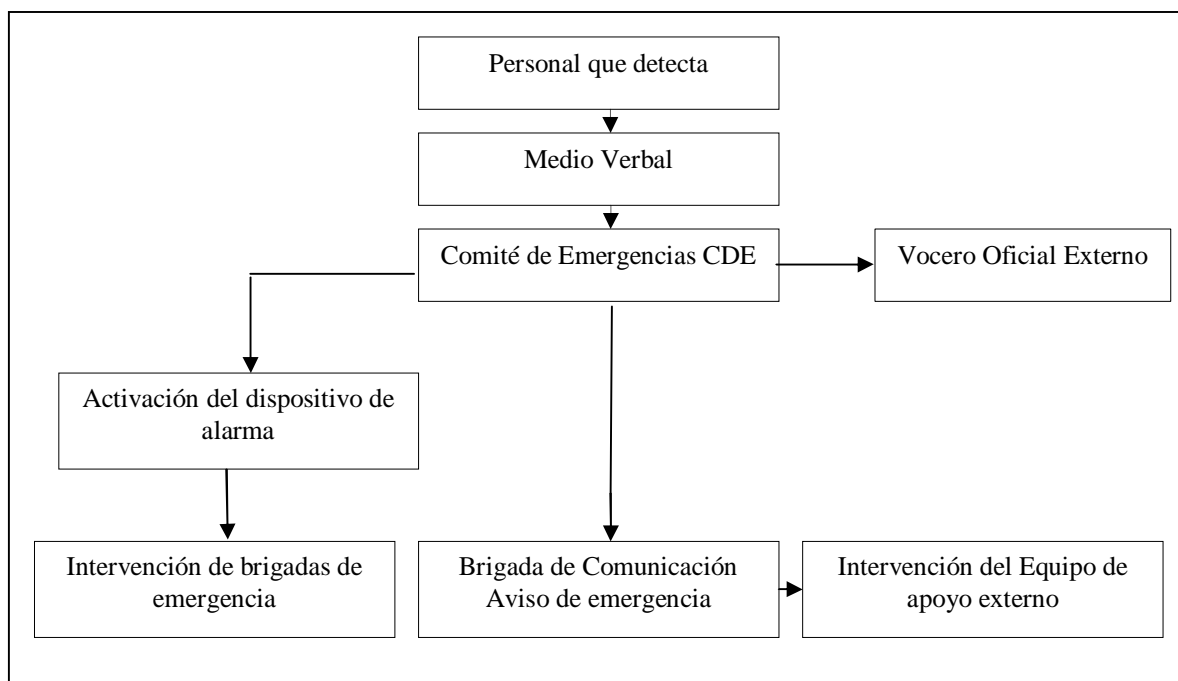 Personal que detecta
Medio Verbal
Comité de Emergencias CDE
Vocero Oficial Externo
Activación del dispositivo de
alarma
Intervención de brigadas de
emergencia
Brigada de Comunicación
Aviso de emergencia
Intervención del Equipo de
apoyo externo